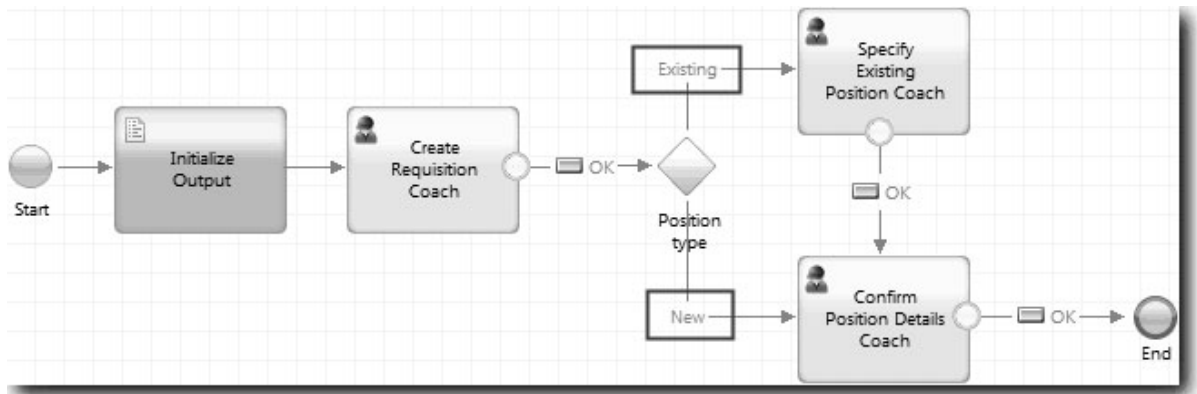 Start
Initialize
Output
Create
Requisition
Coach
OK
Position
type
Existing
Specify
Existing
Position Coach
OK
New
Confirm
Position Details
Coach
OK
End